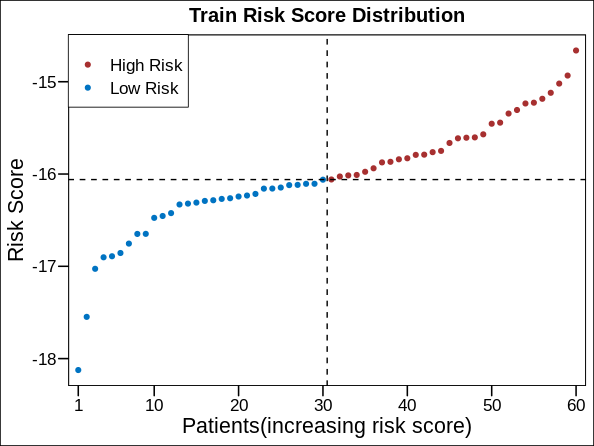 Train Risk Score Distribution
High Risk
Low Risk
-15
-16
-17
-18
Risk Score
1 10 20 30 40 50 60
Patients(increasing risk score)